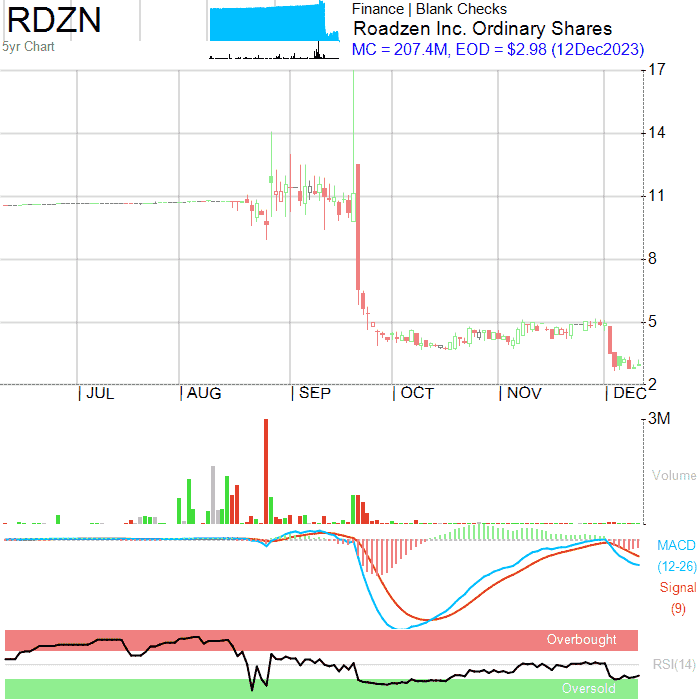 RDZN
5yr Chart
Finance | Blank Checks
Roadzen Inc. Ordinary Shares
MC = 207.4M, EOD = $2.98 (12Dec2023)
17
14
11
8
5
2
| JUL | AUG | SEP | OCT | NOV | DEC
3M
Volume
MACD
(12-26)
Signal
(9)
Overbought
RSI(14)
Oversold